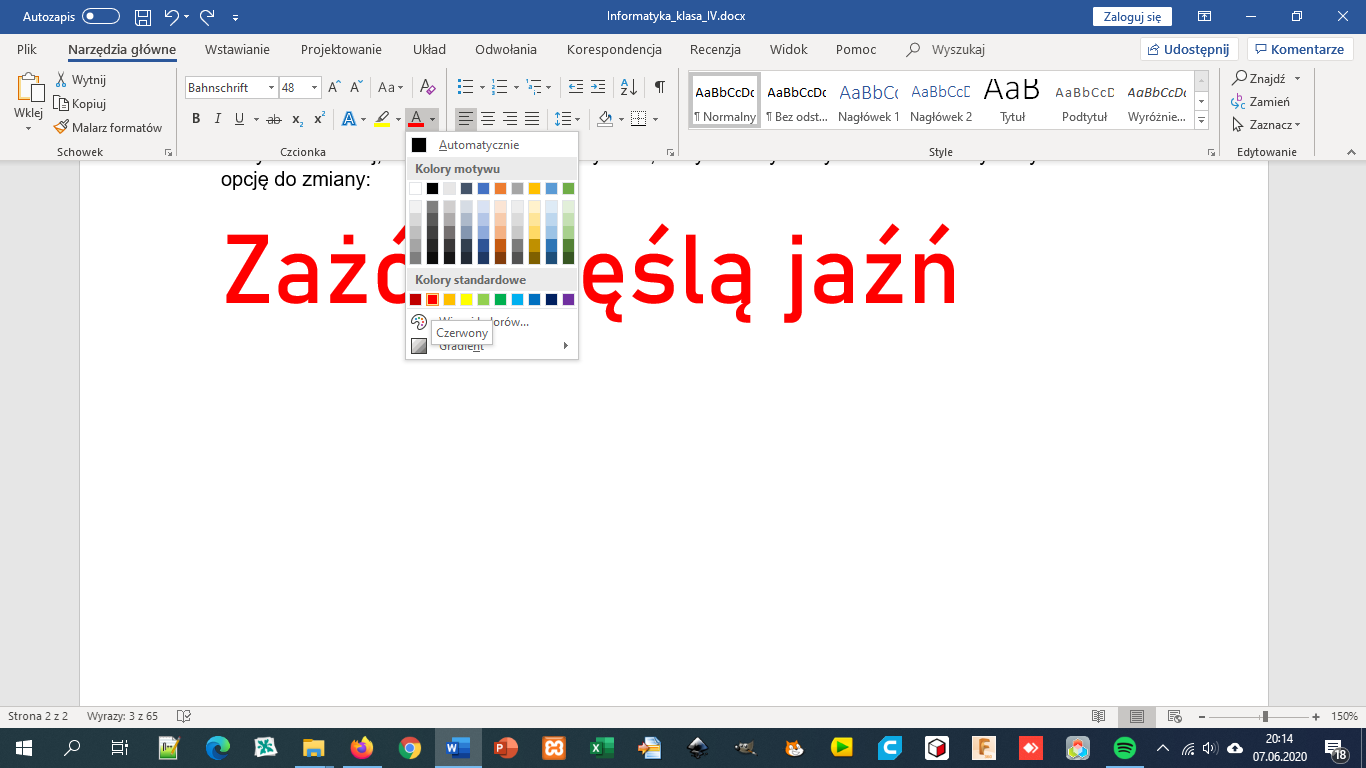 Autozapis
Informatyka_klasa_IV.docx
Zaloguj się
Plik Narzędzia główne Wstawianie Projektowanie Układ Odwołania Korespondencja Recenzja Widok Pomoc Wyszukaj Udostępnij Komentarze
Wklej
Wytnij
Kopiuj
Malarz formatów
Schowek
Bahnschrift 48
Czcionka
AaBbCcDc AaBbCcDc AaBbCc AaBbCcD AaB AaBbCcD AaBbCcDc
¶ Normalny ¶ Bez odst... Nagłówek 1 Nagłówek 2 Tytuł Podtytuł Wyróżnie...
Style
Znajdź
Zamień
Zaznacz
Edytowanie
Automatycznie
Kolory motywu
Kolory standardowe
Czerwony
Gradient
opcję do zmiany:
jaźń
Strona 2 z 2 Wyrazy: 3 z 65
150%
20:14
07.06.2020
18